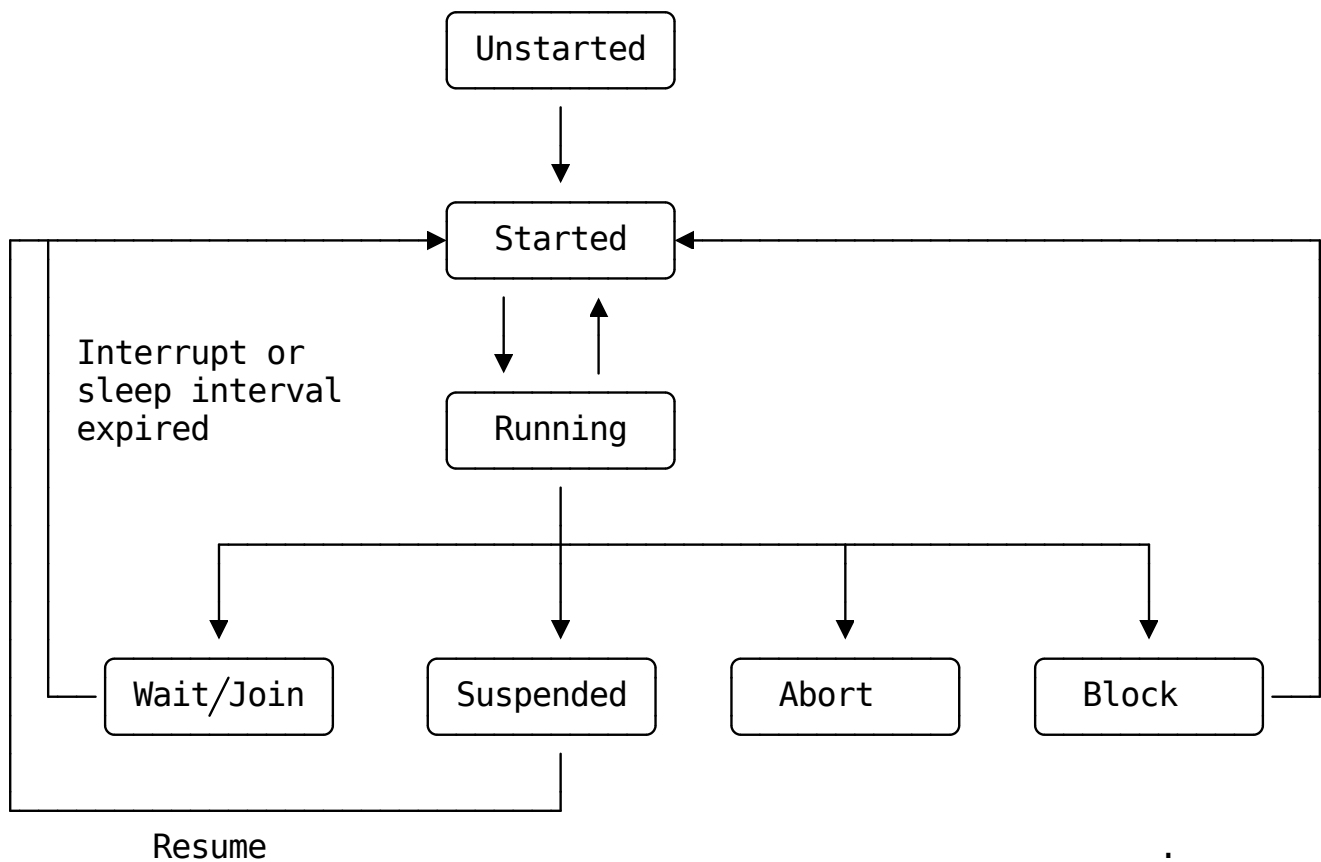 Unstarted
Started
Interrupt or
sleep interval
expired
Running
Wait/Join
Suspended
Abort
Block
Resume
.